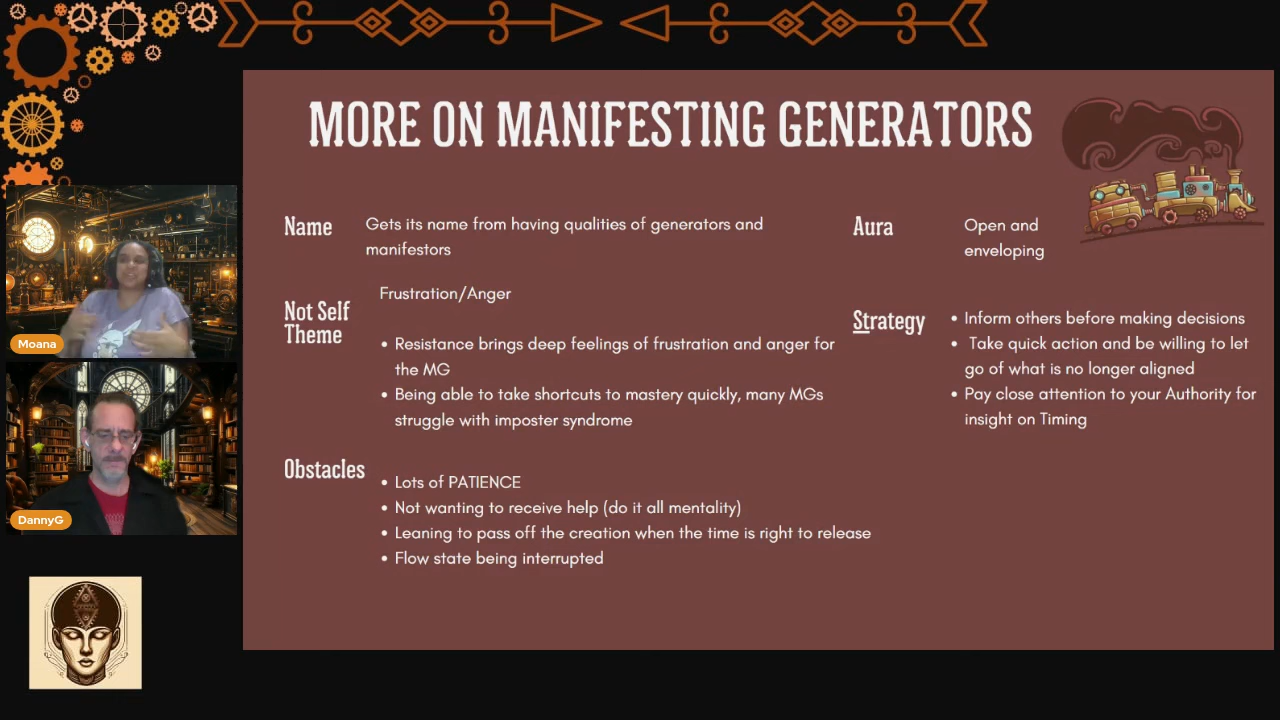 MORE ON MANIFESTING GENERATORS
Name
Gets its name from having qualities of generators and
manifestors
Aura
Open and
enveloping
Not Self
Theme
Frustration/Anger
• Resistance brings deep feelings of frustration and anger for
the MG
• Being able to take shortcuts to mastery quickly, many MGs
struggle with imposter syndrome
Strategy
• Inform others before making decisions
• Take quick action and be willing to let
go of what is no longer aligned
• Pay close attention to your Authority for
insight on Timing
Obstacles
• Lots of PATIENCE
• Not wanting to receive help (do it all mentality)
• Leaning to pass off the creation when the time is right to release
• Flow state being interrupted
Moana
DannyG